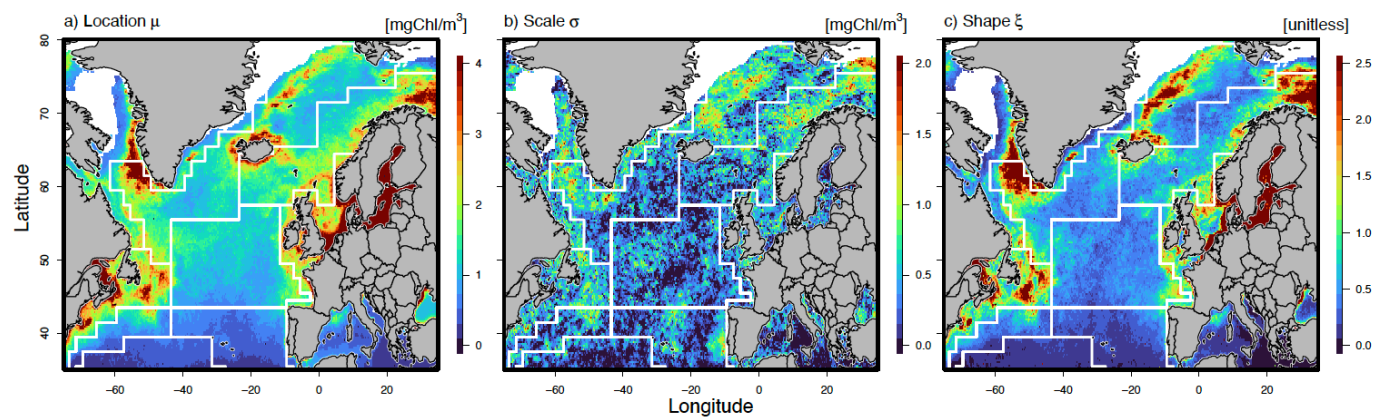 a) Location μ [mgChl/m³]
b) Scale σ [mgChl/m³]
c) Shape ξ [unitless]
80
70
60
50
40
Latitude
4
3
2
1
0
2.0
1.5
1.0
0.5
0.0
2.5
2.0
1.5
1.0
0.5
0.0
−60 −40 −20 0 20
−60 −40 −20 0 20
−60 −40 −20 0 20
Longitude